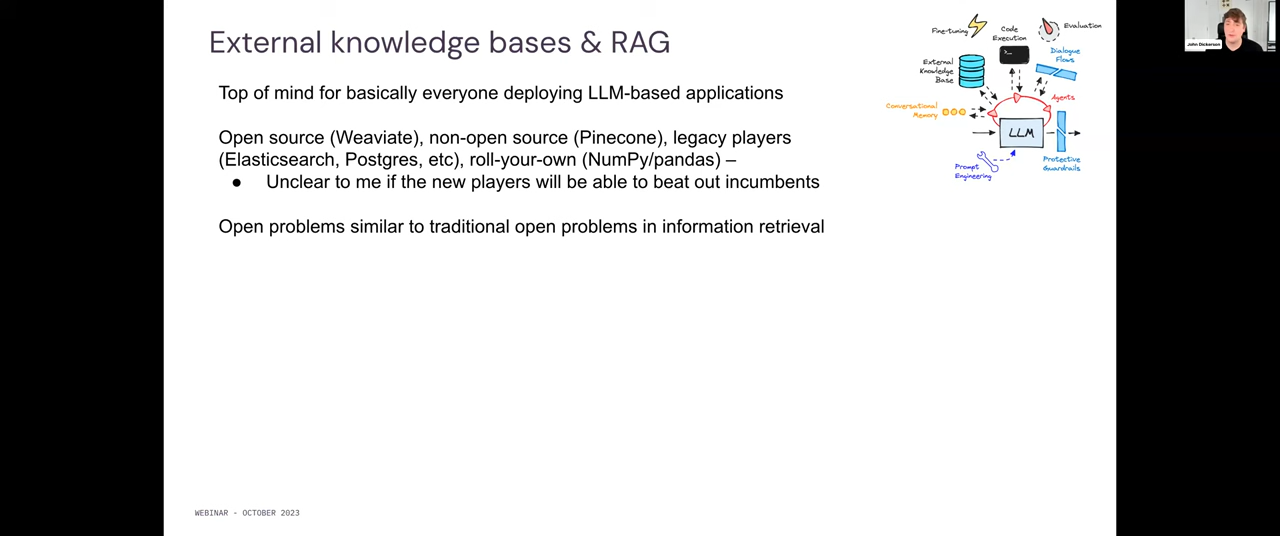 External knowledge bases & RAG
Top of mind for basically everyone deploying LLM-based applications
Open source (Weaviate), non-open source (Pinecone), legacy players
(Elasticsearch, Postgres, etc), roll-your-own (NumPy/pandas) –
● Unclear to me if the new players will be able to beat out incumbents
Open problems similar to traditional open problems in information retrieval
Fine-tuning
Code
Execution
Evaluation
>_
External
Knowledge
Base
Dialogue
Flows
Conversational
Memory
Agents
LLM
Prompt
Engineering
Protective
Guardrails
John Dickerson
WEBINAR - OCTOBER 2023